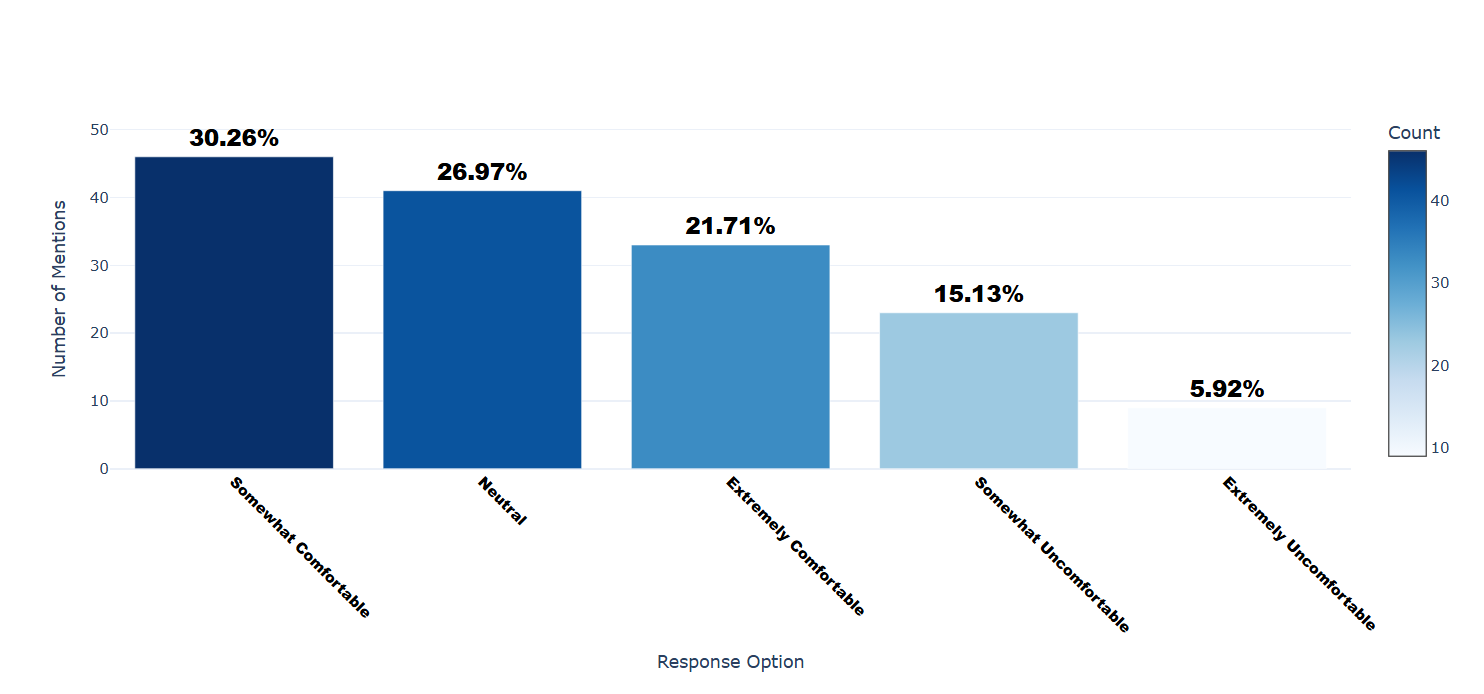 50
40
30
20
10
0
Number of Mentions
30.26%
26.97%
21.71%
15.13%
5.92%
Somewhat Comfortable
Neutral
Extremely Comfortable
Somewhat Uncomfortable
Extremely Uncomfortable
Response Option
Count
40
30
20
10